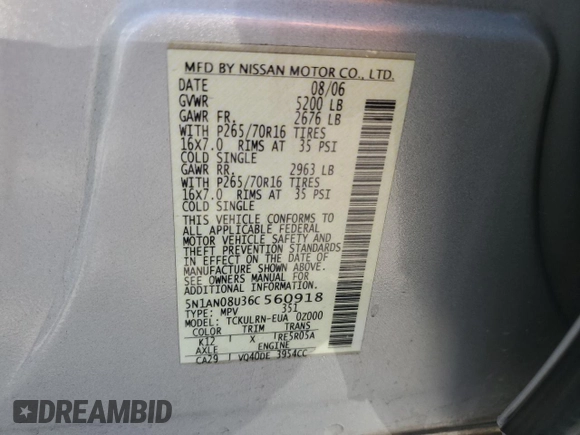 MFD BY NISSAN MOTOR CO., LTD.
DATE 08/06
GVWR 5200 LB
GAWR FR. 2676 LB
WITH P265/70R16 TIRES
16X7.0 RIMS AT 35 PSI
COLD SINGLE
GAWR RR. 2963 LB
WITH P265/70R16 TIRES
16X7.0 RIMS AT 35 PSI
COLD SINGLE
THIS VEHICLE CONFORMS TO
ALL APPLICABLE FEDERAL
MOTOR VEHICLE SAFETY AND
THEFT PREVENTION STANDARDS
IN EFFECT ON THE DATE OF
MANUFACTURE SHOWN ABOVE.
SEE OWNERS MANUAL FOR
ADDITIONAL INFORMATION.
5N1AN08U36C560918
TYPE: MPV 351
MODEL: TCKULRN-EUA 0Z000
COLOR TRIM TRANS
K12 X RE5R05A
AXLE ENGINE
CA29 VQ40DE 3954CC
DREAMBID